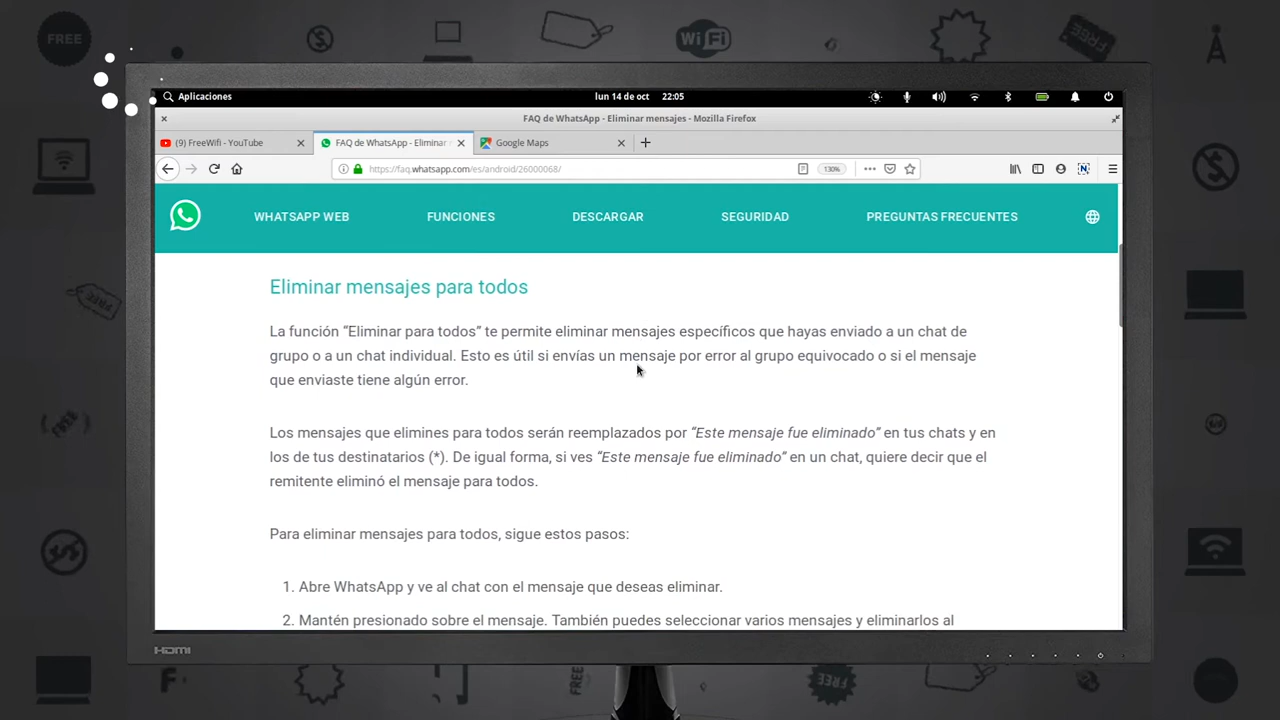 FREE
WiFi
FREE
Aplicaciones
lun 14 de oct 22:05
FAQ de WhatsApp - Eliminar mensajes - Mozilla Firefox
(9) FreeWifi - YouTube
FAQ de WhatsApp - Eliminar
Google Maps
https://faq.whatsapp.com/es/android/26000068/
130%
N
WHATSAPP WEB
FUNCIONES
DESCARGAR
SEGURIDAD
PREGUNTAS FRECUENTES
Eliminar mensajes para todos
La función “Eliminar para todos” te permite eliminar mensajes específicos que hayas enviado a un chat de
grupo o a un chat individual. Esto es útil si envías un mensaje por error al grupo equivocado o si el mensaje
que enviaste tiene algún error.
Los mensajes que elimines para todos serán reemplazados por “Este mensaje fue eliminado” en tus chats y en
los de tus destinatarios (*). De igual forma, si ves “Este mensaje fue eliminado” en un chat, quiere decir que el
remitente eliminó el mensaje para todos.
Para eliminar mensajes para todos, sigue estos pasos:
1. Abre WhatsApp y ve al chat con el mensaje que deseas eliminar.
2. Mantén presionado sobre el mensaje. También puedes seleccionar varios mensajes y eliminarlos al
FREE
FREE
HDMI
FREE
FREE